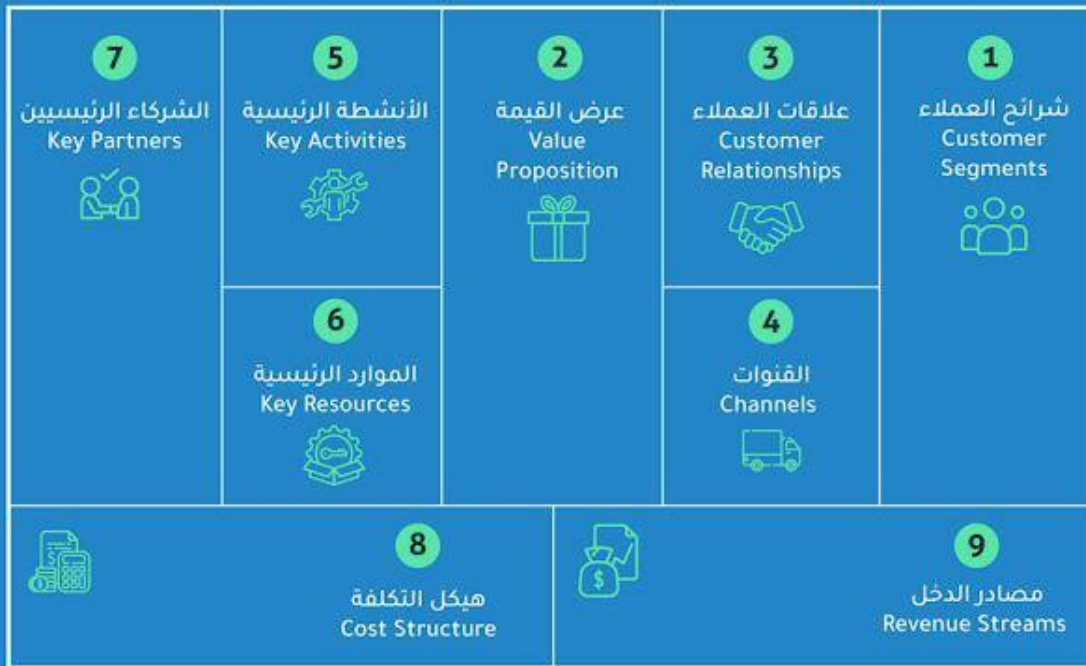 7
الشركاء الرئيسيين
Key Partners
5
الأنشطة الرئيسية
Key Activities
2
عرض القيمة
Value
Proposition
3
علاقات العملاء
Customer
Relationships
1
شرائح العملاء
Customer
Segments
6
الموارد الرئيسية
Key Resources
4
القنوات
Channels
8
هيكل التكلفة
Cost Structure
9
مصادر الدخل
Revenue Streams